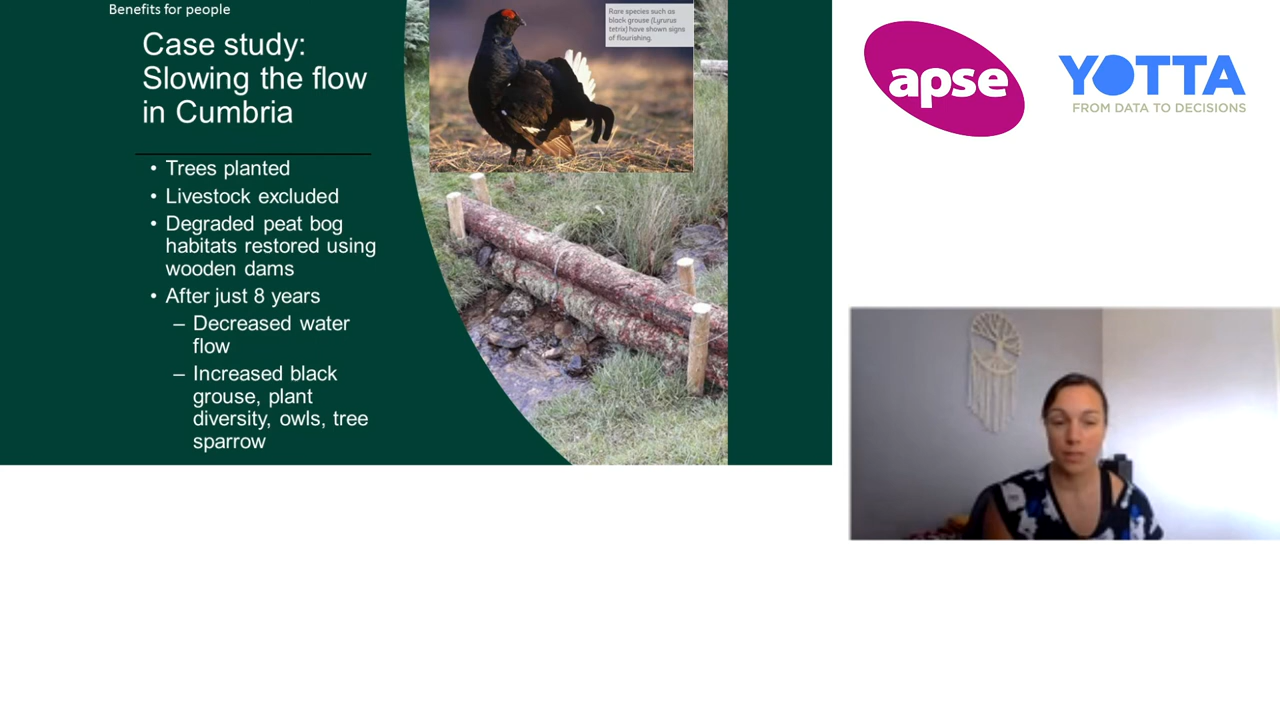 Benefits for people
Case study:
Slowing the flow
in Cumbria
• Trees planted
• Livestock excluded
• Degraded peat bog
habitats restored using
wooden dams
• After just 8 years
– Decreased water
flow
– Increased black
grouse, plant
diversity, owls, tree
sparrow
Rare species such as
black grouse (Lyrurus
tetrix) have shown signs
of flourishing.
apse
YOTTA
FROM DATA TO DECISIONS